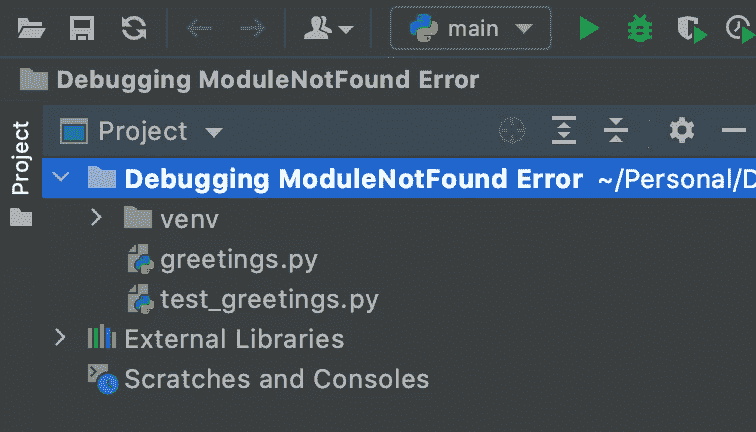 main
Debugging ModuleNotFound Error
Project
Project
Debugging ModuleNotFound Error ~/Personal/D
venv
greetings.py
test_greetings.py
External Libraries
Scratches and Consoles